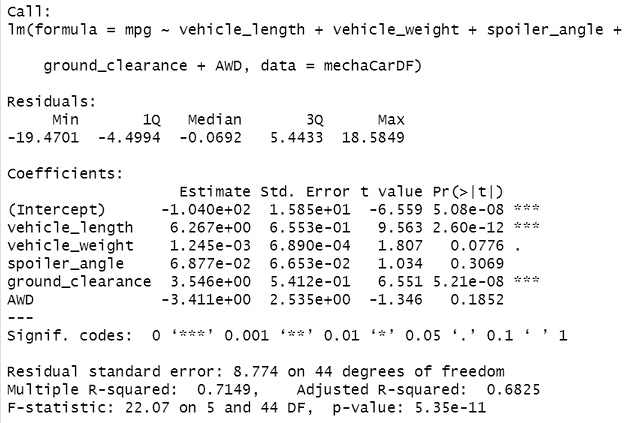 Call:
lm(formula = mpg ~ vehicle_length + vehicle_weight + spoiler_angle +
    ground_clearance + AWD, data = mechaCarDF)
Residuals:
     Min       1Q   Median       3Q      Max
-19.4701  -4.4994  -0.0692   5.4433  18.5849
Coefficients:
                   Estimate Std. Error t value Pr(>|t|)
(Intercept)      -1.040e+02  1.585e+01  -6.559 5.08e-08 ***
vehicle_length    6.267e+00  6.553e-01   9.563 2.60e-12 ***
vehicle_weight    1.245e-03  6.890e-04   1.807   0.0776 .
spoiler_angle     6.877e-02  6.653e-02   1.034   0.3069
ground_clearance  3.546e+00  5.412e-01   6.551 5.21e-08 ***
AWD              -3.411e+00  2.535e+00  -1.346   0.1852
---
Signif. codes:  0 ‘***’ 0.001 ‘**’ 0.01 ‘*’ 0.05 ‘.’ 0.1 ‘ ’ 1
Residual standard error: 8.774 on 44 degrees of freedom
Multiple R-squared:  0.7149,    Adjusted R-squared:  0.6825
F-statistic: 22.07 on 5 and 44 DF,  p-value: 5.35e-11